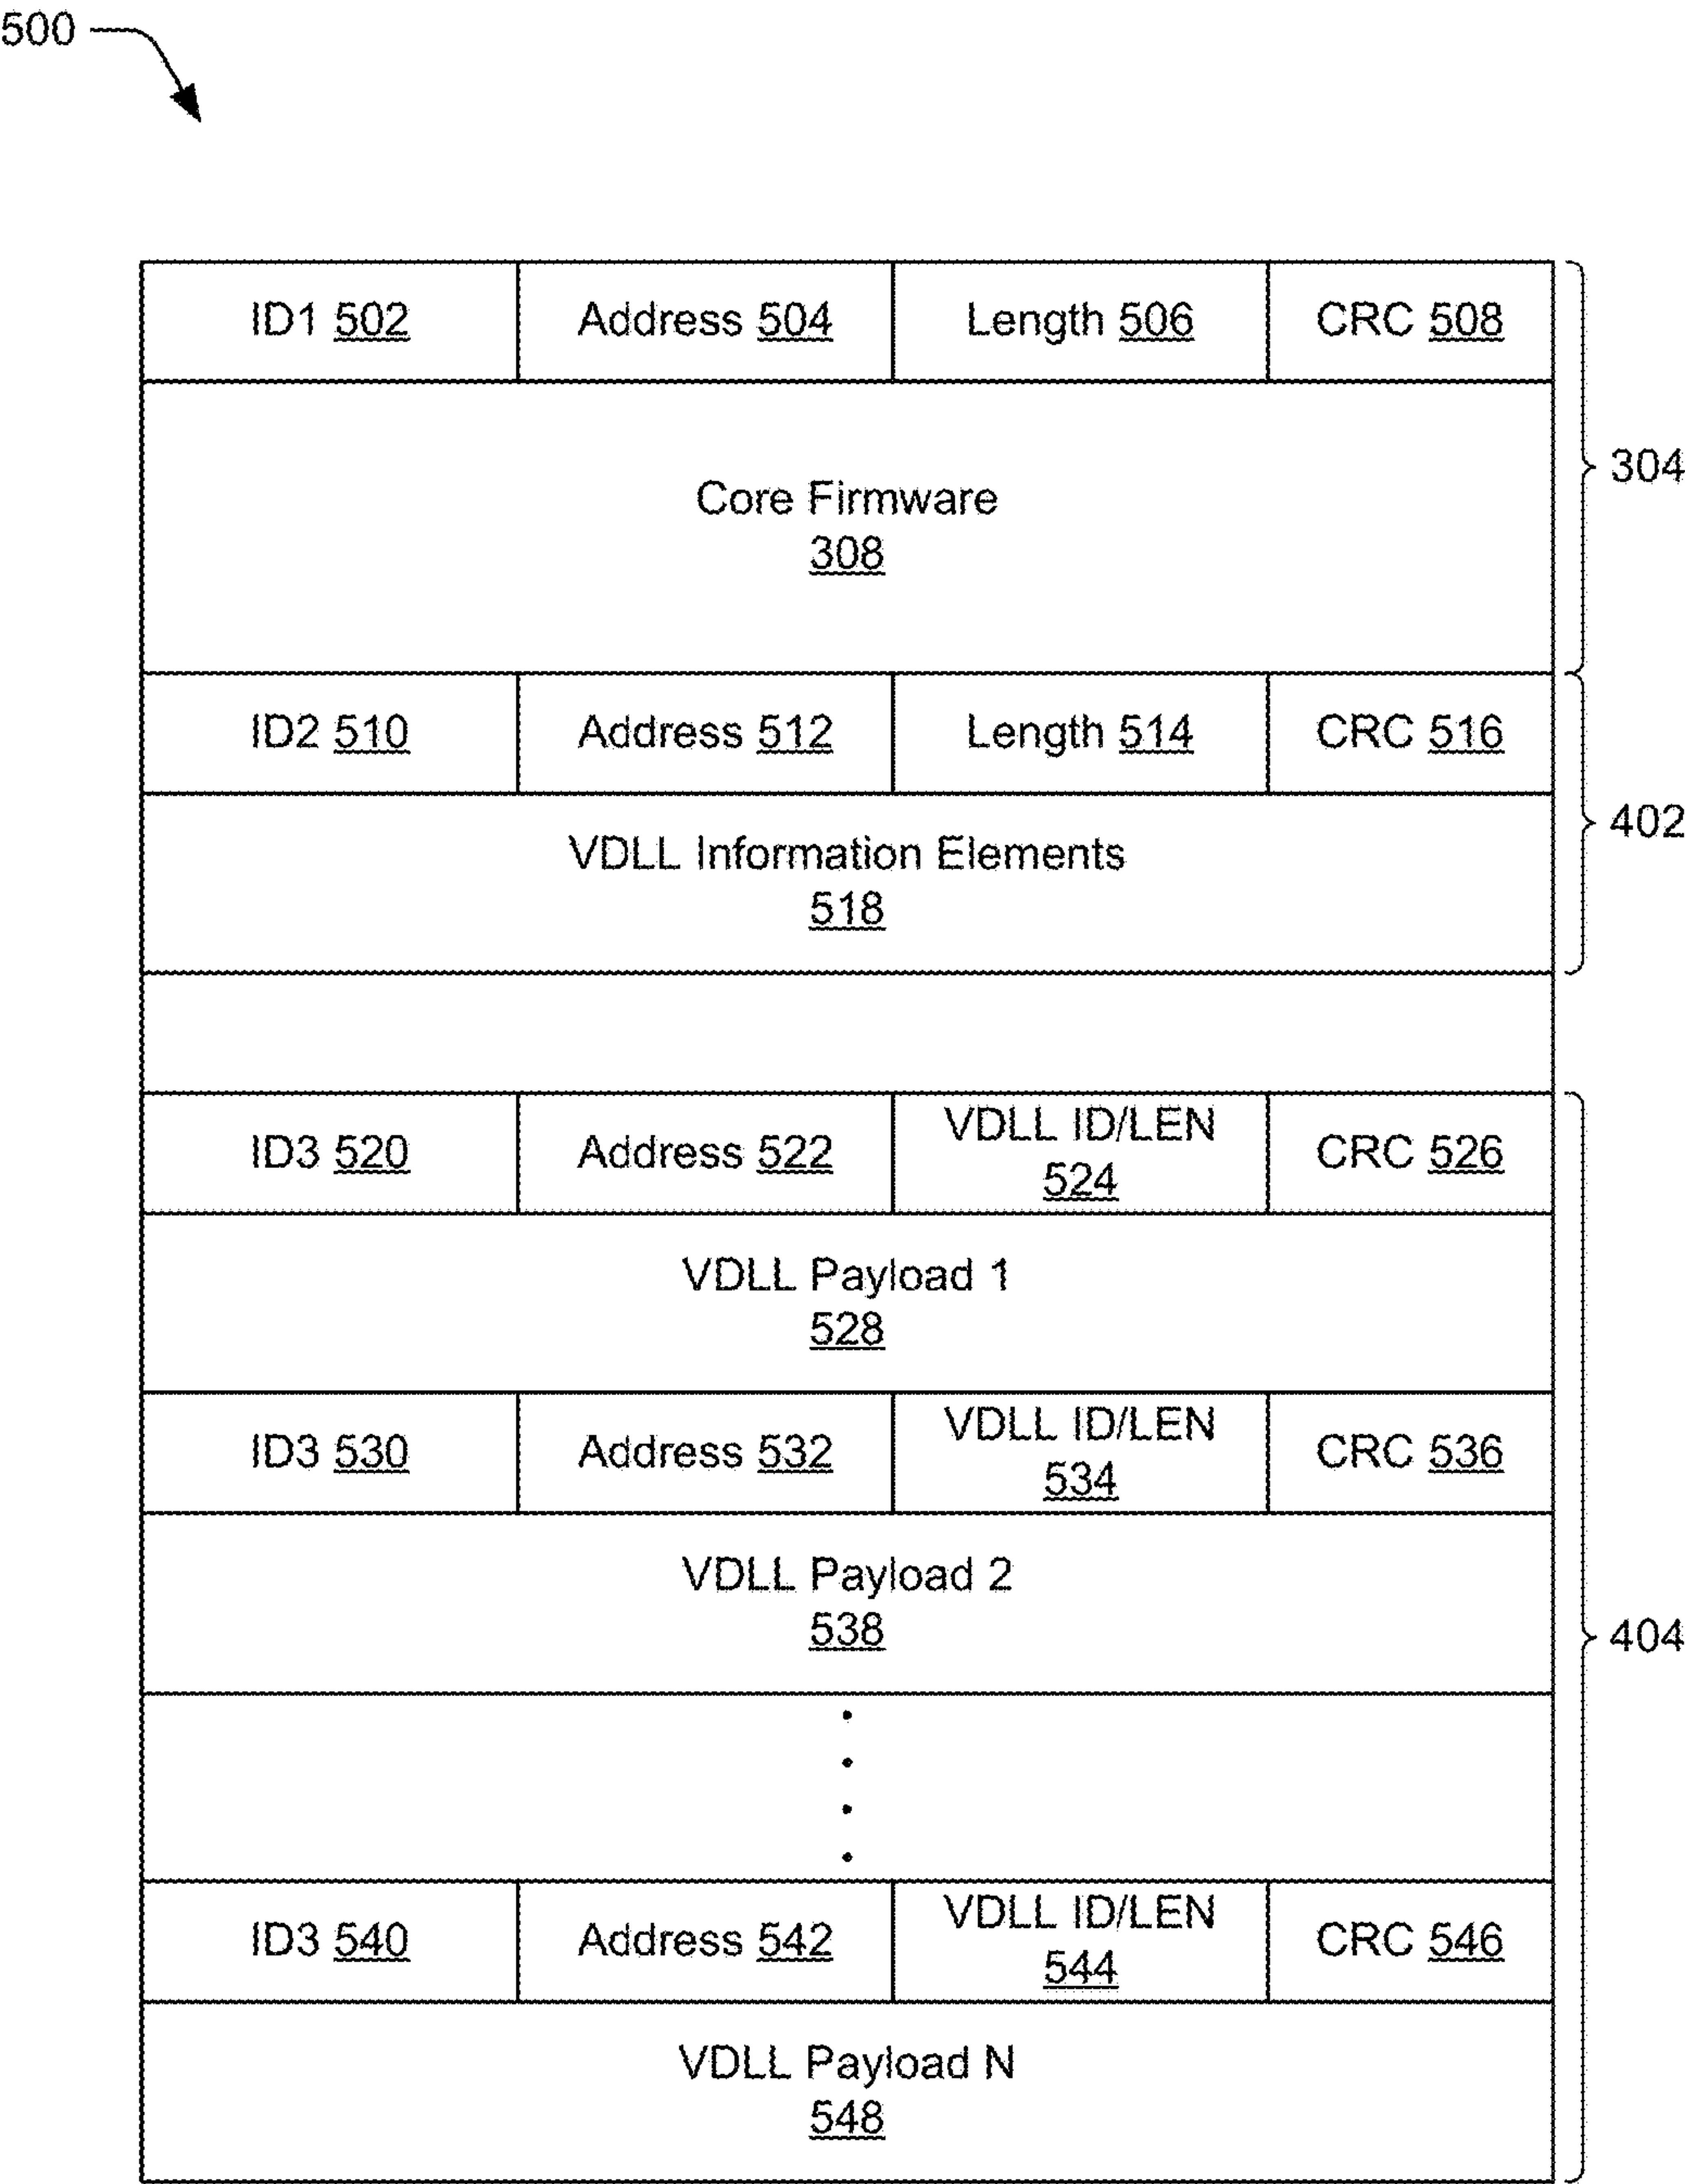 500
ID1 502 Address 504 Length 506 CRC 508
Core Firmware
308
304
ID2 510 Address 512 Length 514 CRC 516
VDLL Information Elements
518
402
ID3 520 Address 522 VDLL ID/LEN
524 CRC 526
VDLL Payload 1
528
ID3 530 Address 532 VDLL ID/LEN
534 CRC 536
VDLL Payload 2
538
404
ID3 540 Address 542 VDLL ID/LEN
544 CRC 546
VDLL Payload N
548